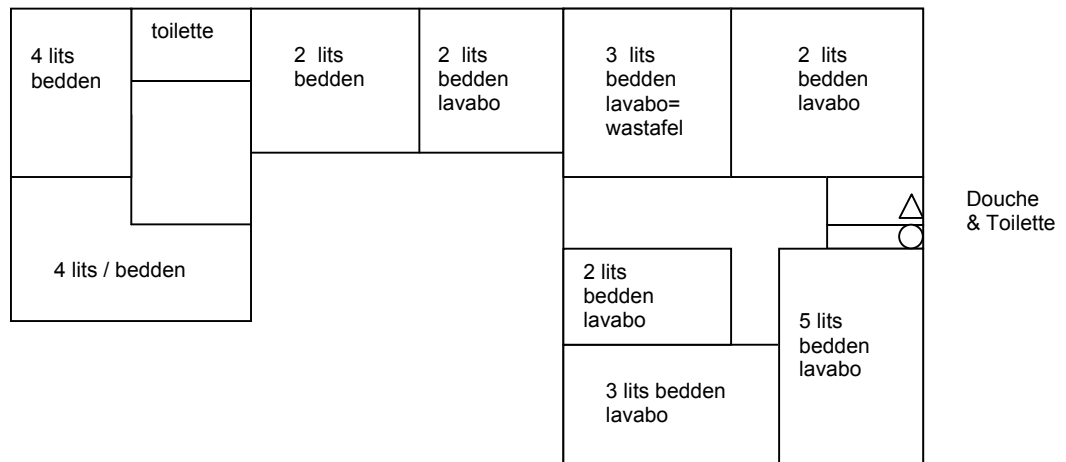 4 lits
bedden
toilette
2 lits
bedden
2 lits
bedden
lavabo
3 lits
bedden
lavabo=
wastafel
2 lits
bedden
lavabo
Douche
& Toilette
4 lits / bedden
2 lits
bedden
lavabo
5 lits
bedden
lavabo
3 lits bedden
lavabo